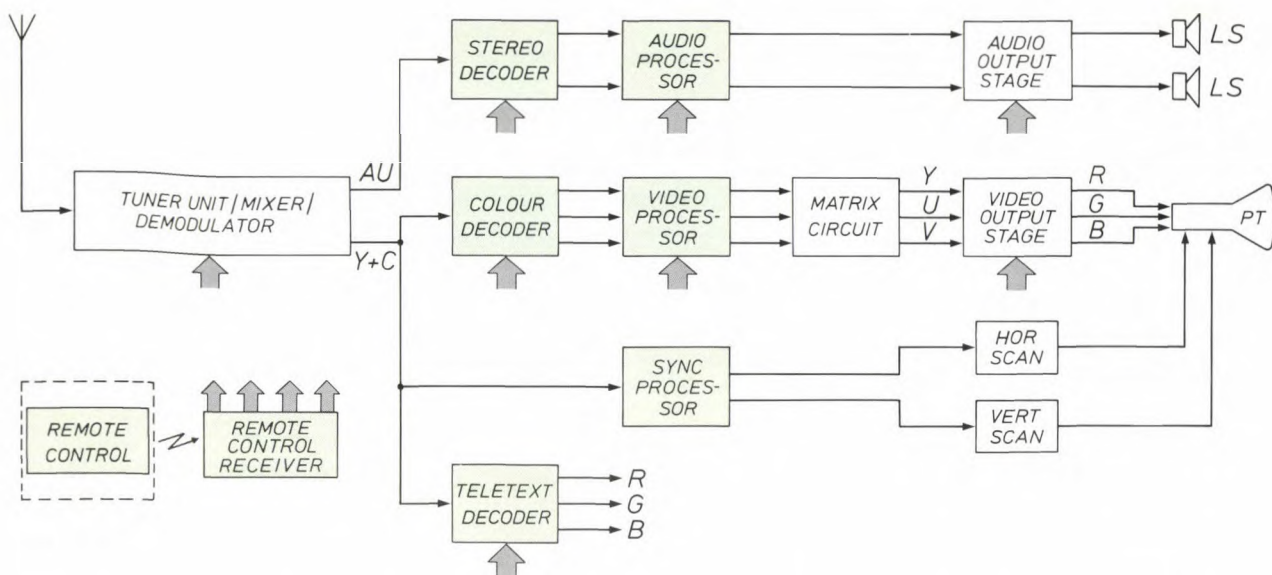 STEREO
DECODER
AUDIO
PROCES-
SOR
AUDIO
OUTPUT
STAGE
LS
LS
TUNER UNIT/MIXER/
DEMODULATOR
AU
Y+C
COLOUR
DECODER
VIDEO
PROCES-
SOR
MATRIX
CIRCUIT
Y
U
V
VIDEO
OUTPUT
STAGE
R
G
B
PT
SYNC
PROCES-
SOR
HOR
SCAN
VERT
SCAN
REMOTE
CONTROL
REMOTE
CONTROL
RECEIVER
TELETEXT
DECODER
R
G
B